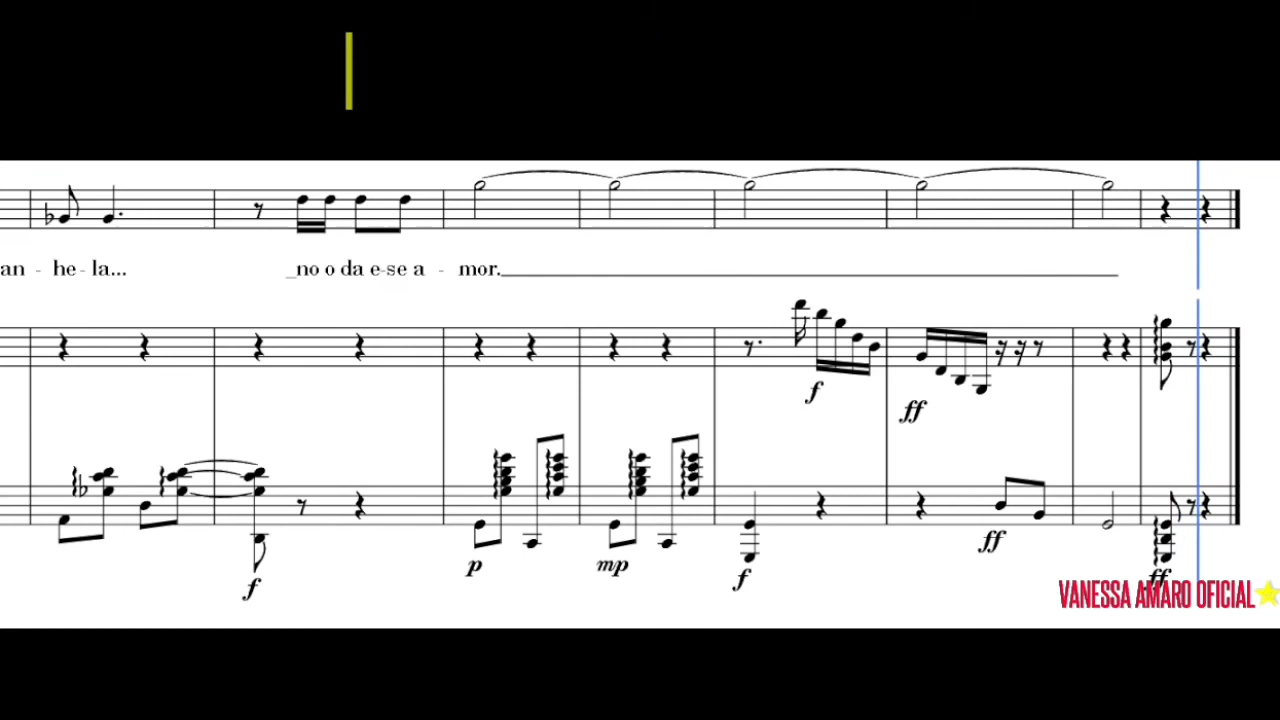 an - he - la... _no o da e-se a - mor.
f
ff
p
mp
f
ff
f
ff
VANESSA AMARO OFICIAL